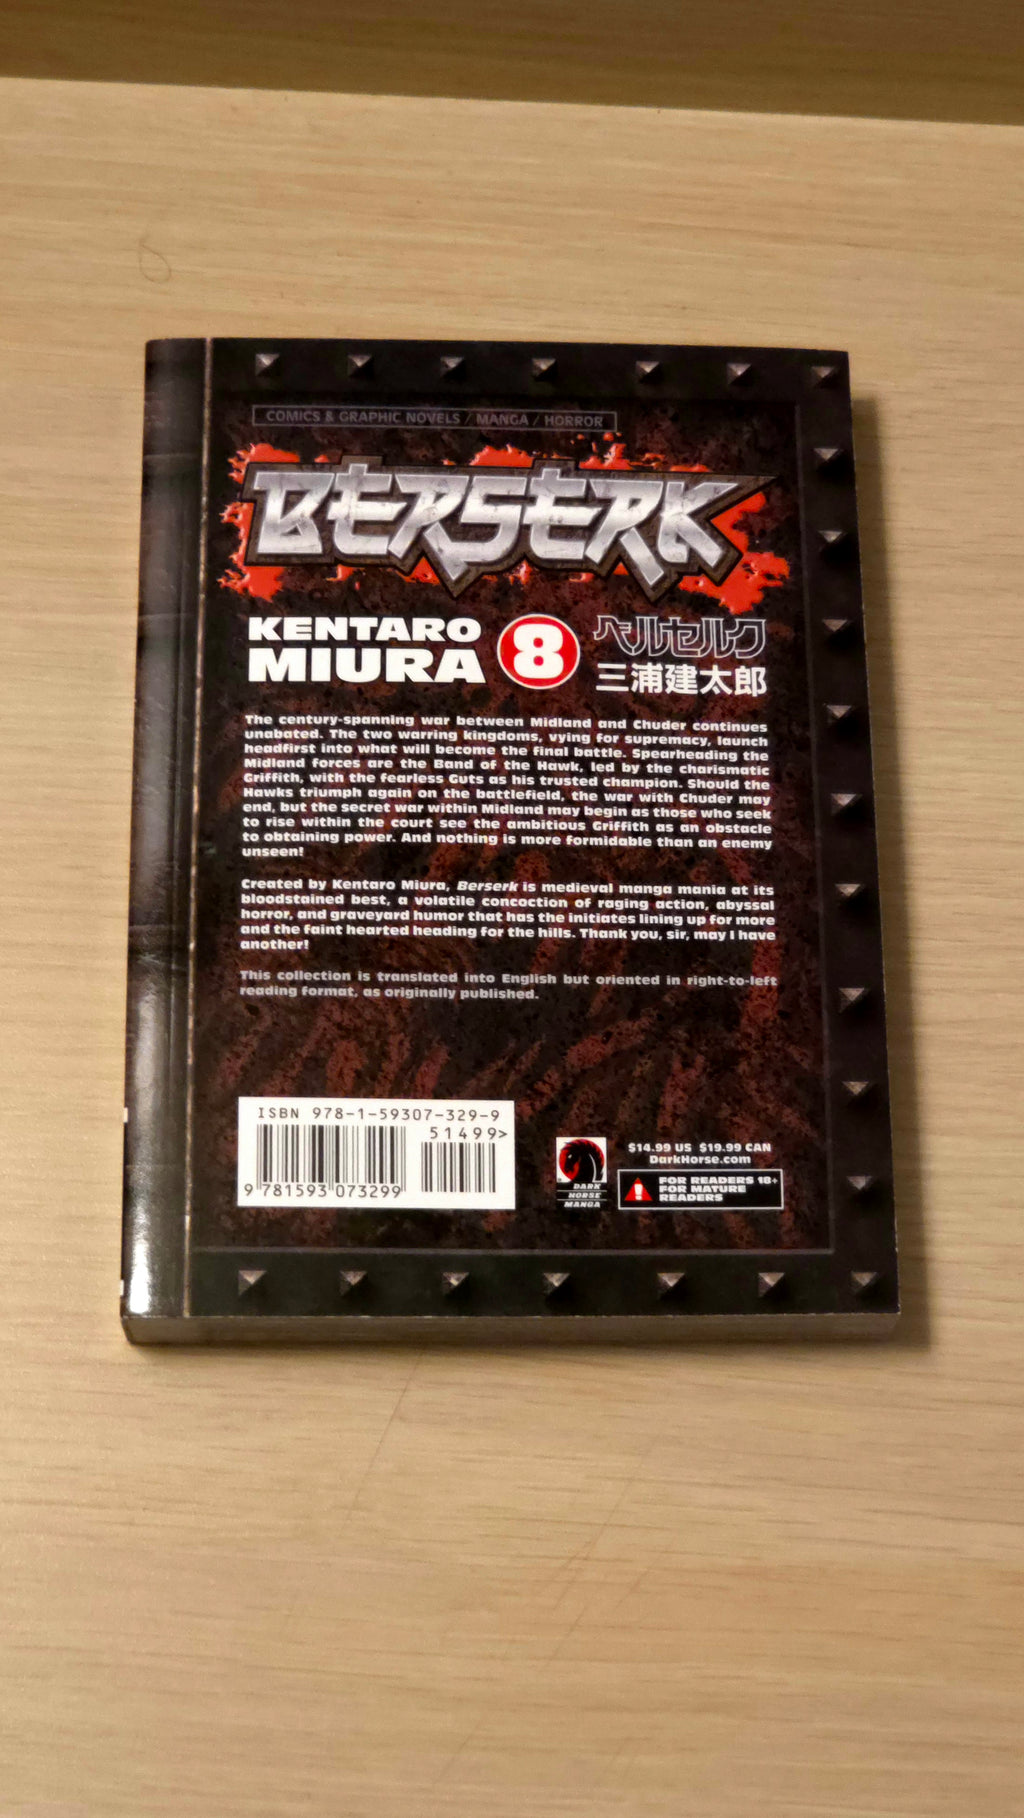 COMICS & GRAPHIC NOVELS / MANGA / HORROR
BERSERK
KENTARO
MIURA
8
ベルセルク
三浦建太郎
The century-spanning war between Midland and Chuder continues
unabated. The two warring kingdoms, vying for supremacy, launch
headfirst into what will become the final battle. Spearheading the
Midland forces are the Band of the Hawk, led by the charismatic
Griffith, with the fearless Guts as his trusted champion. Should the
Hawks triumph again on the battlefield, the war with Chuder may
end, but the secret war within Midland may begin as those who seek
to rise within the court see the ambitious Griffith as an obstacle
to obtaining power. And nothing is more formidable than an enemy
unseen!
Created by Kentaro Miura, Berserk is medieval manga mania at its
bloodstained best, a volatile concoction of raging action, abyssal
horror, and graveyard humor that has the initiates lining up for more
and the faint hearted heading for the hills. Thank you, sir, may I have
another!
This collection is translated into English but oriented in right-to-left
reading format, as originally published.
ISBN 978-1-59307-329-9
51499>
9 781593 073299
DARK
HORSE
MANGA
$14.99 US $19.99 CAN
DarkHorse.com
! FOR READERS 18+
FOR MATURE
READERS